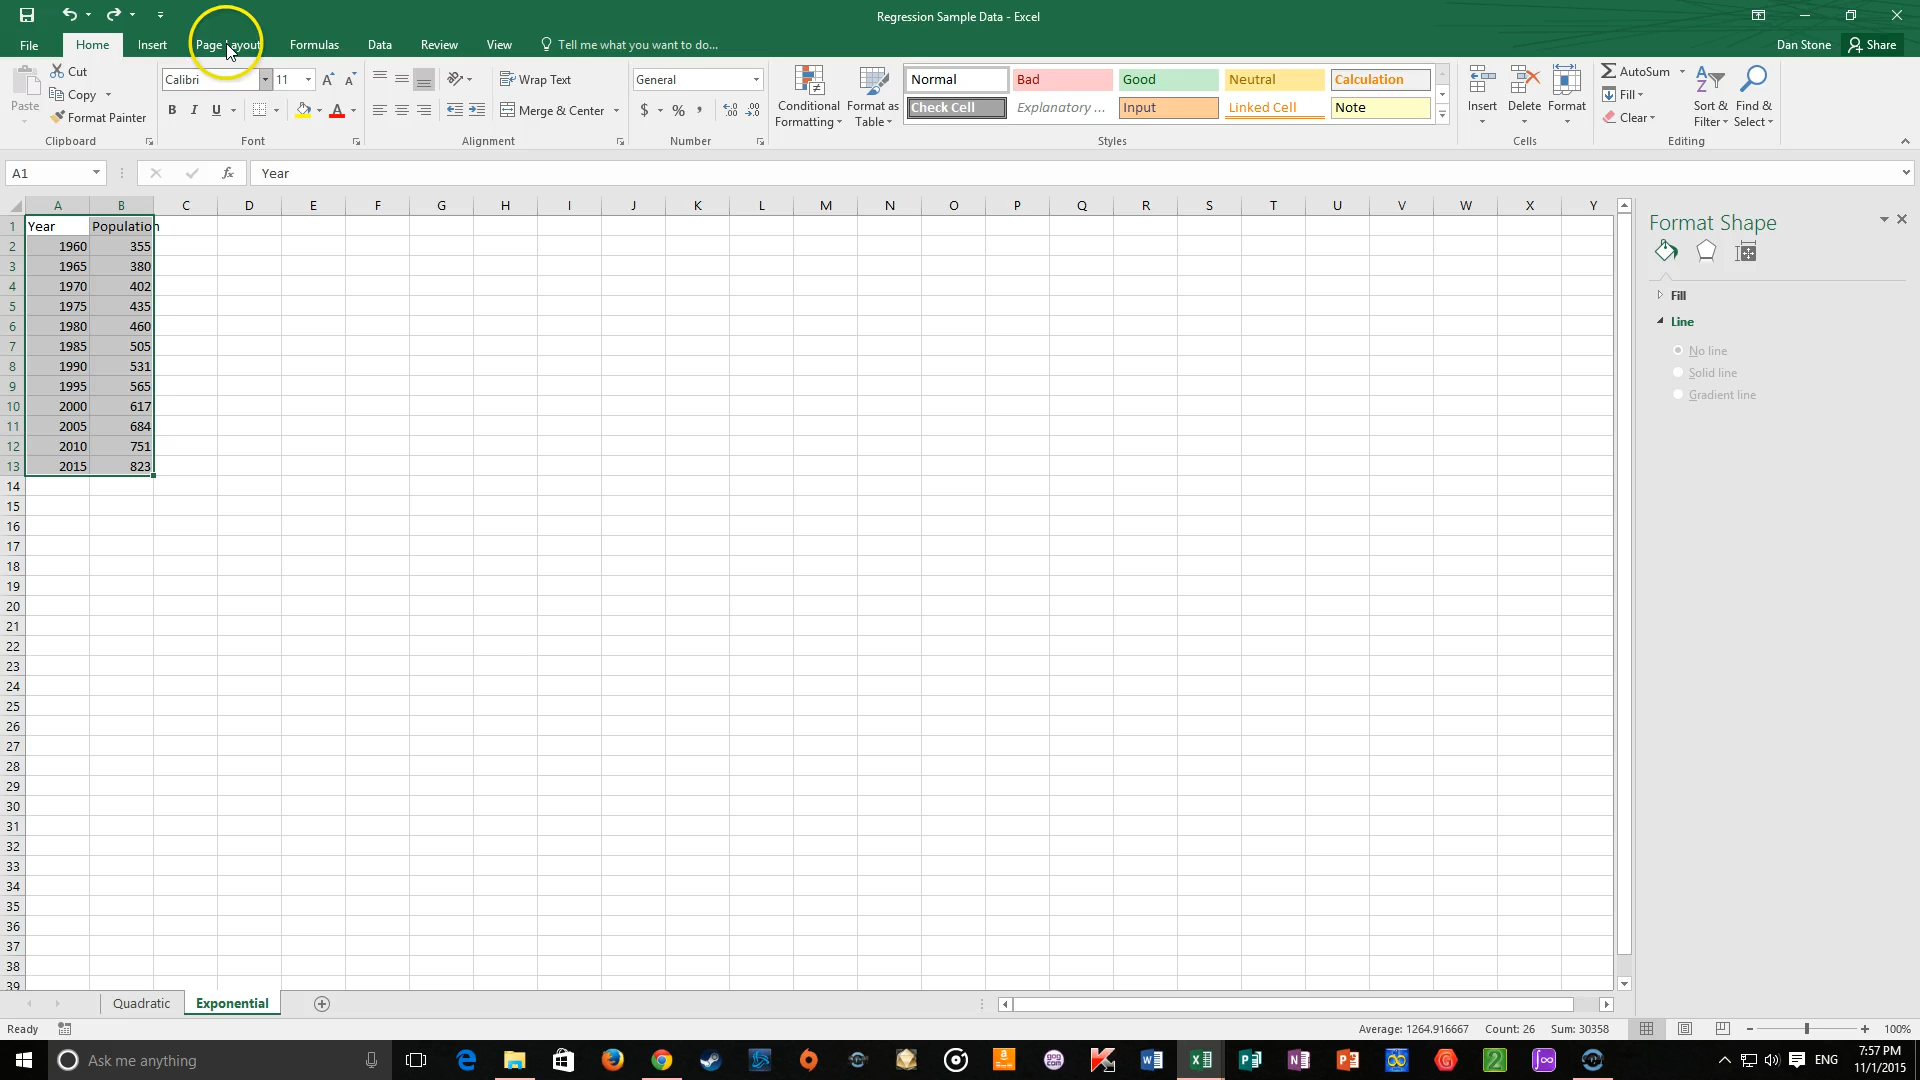 Regression Sample Data - Excel
File Home Insert Page Layout Formulas Data Review View Tell me what you want to do... Dan Stone Share
Paste
Cut
Copy
Format Painter
Clipboard
Calibri 11
B I U A
Font
Wrap Text
Merge & Center
Alignment
General
$ % ,
Number
Conditional Formatting
Format as Table
Normal Bad Good Neutral Calculation
Check Cell Explanatory ... Input Linked Cell Note
Styles
Insert Delete Format
Cells
AutoSum
Fill
Clear
Sort & Filter
Find & Select
Editing
A1 fx Year
A B C D E F G H I J K L M N O P Q R S T U V W X Y
1 Year Population
2 1960 355
3 1965 380
4 1970 402
5 1975 435
6 1980 460
7 1985 505
8 1990 531
9 1995 565
10 2000 617
11 2005 684
12 2010 751
13 2015 823
14
15
16
17
18
19
20
21
22
23
24
25
26
27
28
29
30
31
32
33
34
35
36
37
38
39
Format Shape
Fill
Line
No line
Solid line
Gradient line
Quadratic Exponential
Ready Average: 1264.916667 Count: 26 Sum: 30358 100%
Ask me anything
ENG
7:57 PM
11/1/2015